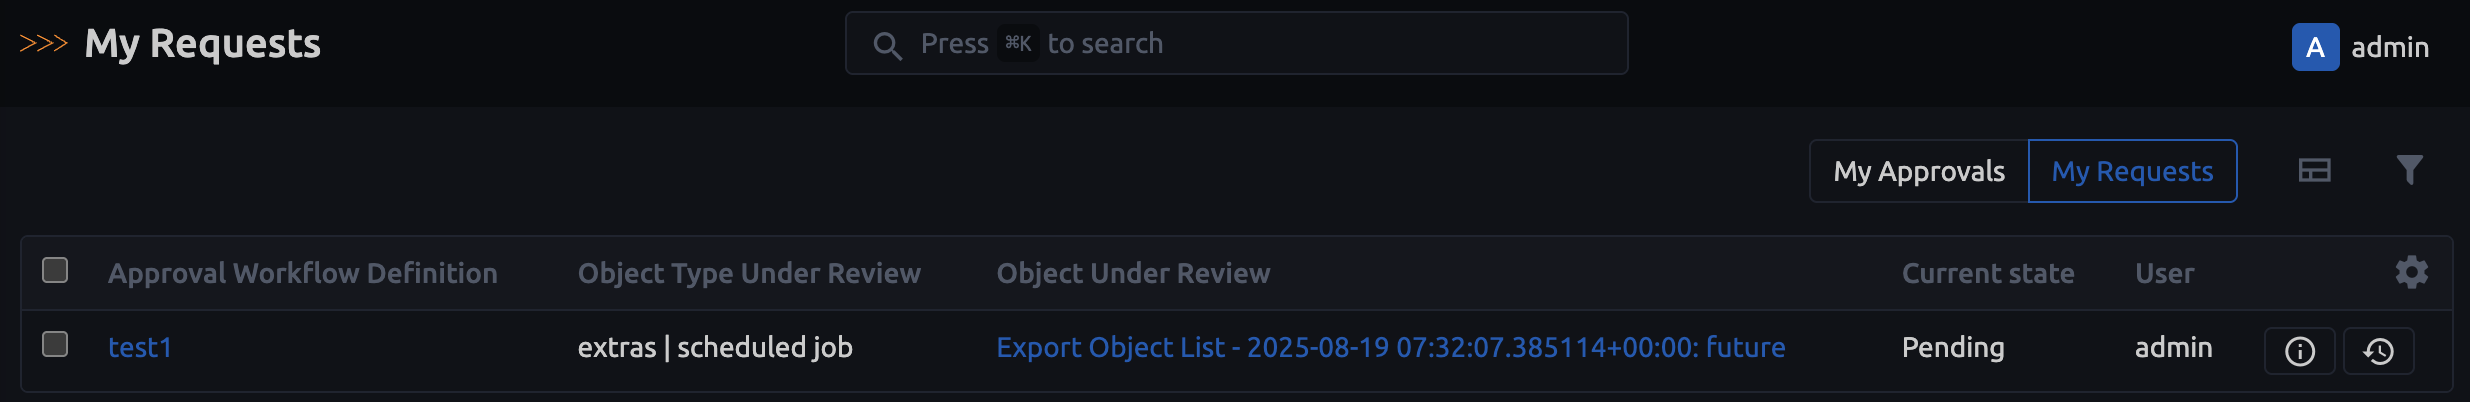 >>> My Requests
Press ⌘K to search
A admin
My Approvals My Requests
Approval Workflow Definition Object Type Under Review Object Under Review Current state User
test1 extras | scheduled job Export Object List - 2025-08-19 07:32:07.385114+00:00: future Pending admin